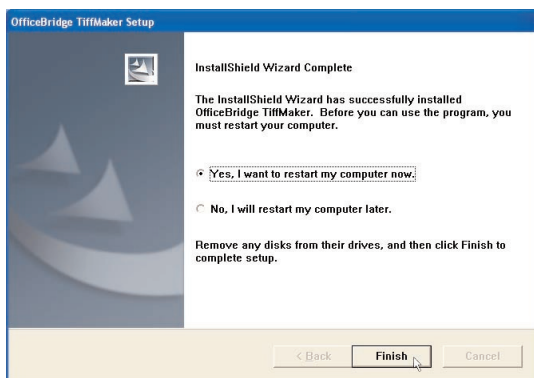 OfficeBridge TiffMaker Setup
InstallShield Wizard Complete
The InstallShield Wizard has successfully installed
OfficeBridge TiffMaker. Before you can use the program, you
must restart your computer.
Yes, I want to restart my computer now.
No, I will restart my computer later.
Remove any disks from their drives, and then click Finish to
complete setup.
< Back Finish Cancel